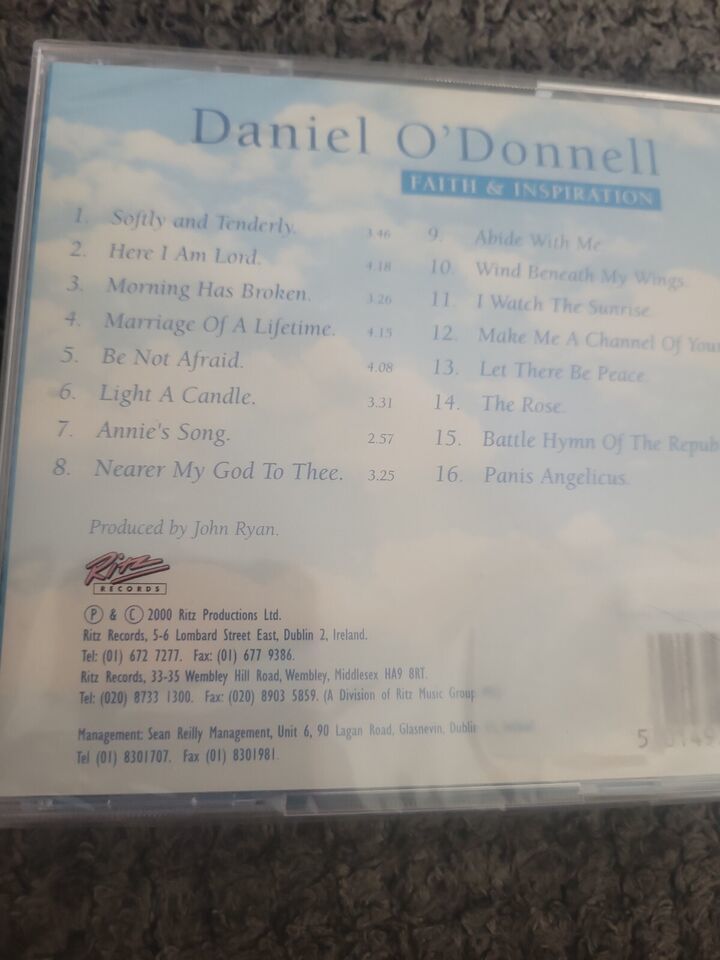 Daniel O'Donnell
FAITH & INSPIRATION
1. Softly and Tenderly. 3.46
2. Here I Am Lord. 4.18
3. Morning Has Broken. 3.26
4. Marriage Of A Lifetime. 4.15
5. Be Not Afraid. 4.08
6. Light A Candle. 3.31
7. Annie's Song. 2.57
8. Nearer My God To Thee. 3.25
9. Abide With Me
10. Wind Beneath My Wings.
11. I Watch The Sunrise
12. Make Me A Channel Of Your
13. Let There Be Peace
14. The Rose.
15. Battle Hymn Of The Repub
16. Panis Angelicus.
Produced by John Ryan.
Ritz
RECORDS
Ⓟ & Ⓒ 2000 Ritz Productions Ltd.
Ritz Records, 5-6 Lombard Street East, Dublin 2, Ireland.
Tel: (01) 672 7277. Fax: (01) 677 9386.
Ritz Records, 33-35 Wembley Hill Road, Wembley, Middlesex HA9 8RT.
Tel: (020) 8733 1300. Fax: (020) 8903 5859. (A Division of Ritz Music Group
Management: Sean Reilly Management, Unit 6, 90 Lagan Road, Glasnevin, Dublin
Tel (01) 8301707. Fax (01) 8301981.
5